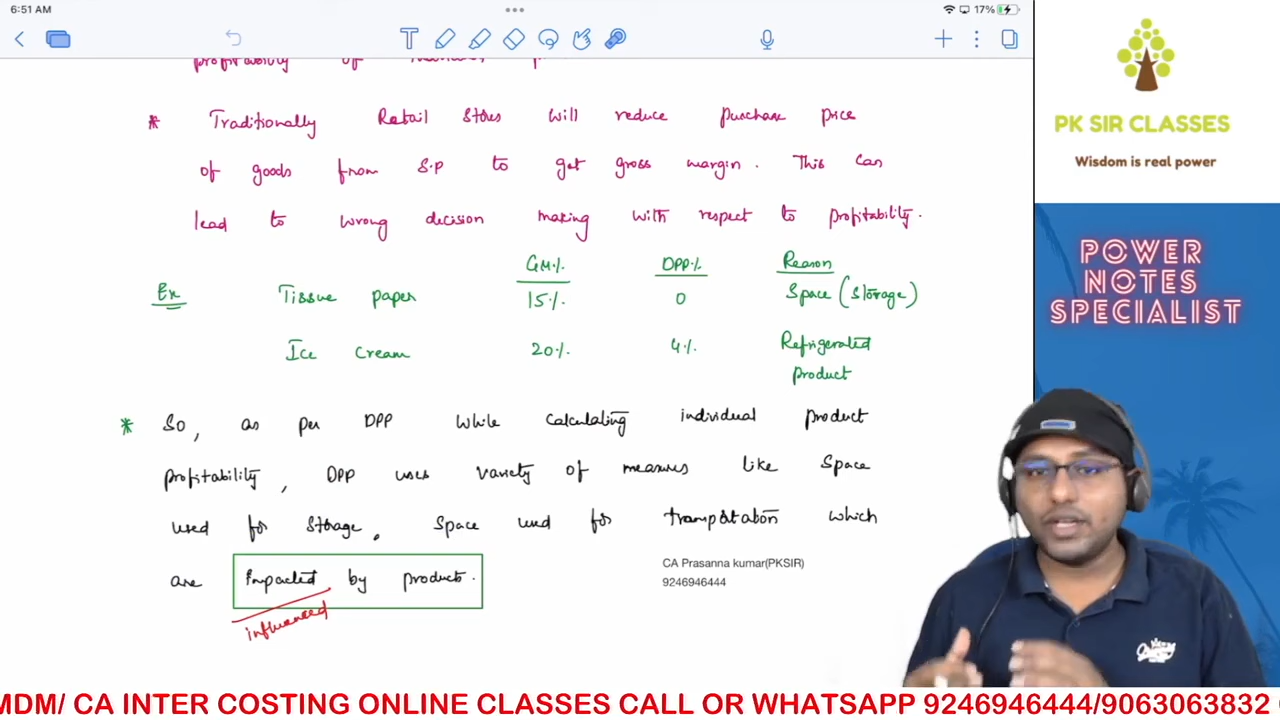 6:51 AM
17%
profitability of
* Traditionally Retail Stores will reduce purchase price
of goods from S.P to get gross margin. This can
lead to wrong decision making with respect to profitability.
GM.% DPP.% Reason
Ex Tissue paper 15.% 0 Space (Storage)
Ice cream 20.% 4.% Refrigerated
product
* So, as per DPP while calculating individual product
profitability, DPP uses variety of measures like Space
used for Storage. Space used for transportation which
are Impacted by product.
influenced
CA Prasanna kumar(PKSIR)
9246946444
PK SIR CLASSES
Wisdom is real power
POWER
NOTES
SPECIALIST
MDM/ CA INTER COSTING ONLINE CLASSES CALL OR WHATSAPP 9246946444/9063063832